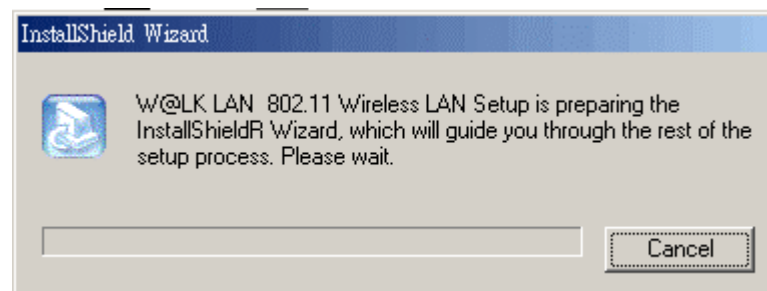 InstallShield Wizard
W@LK LAN  802.11 Wireless LAN Setup is preparing the
InstallShieldR Wizard, which will guide you through the rest of the
setup process. Please wait.
Cancel